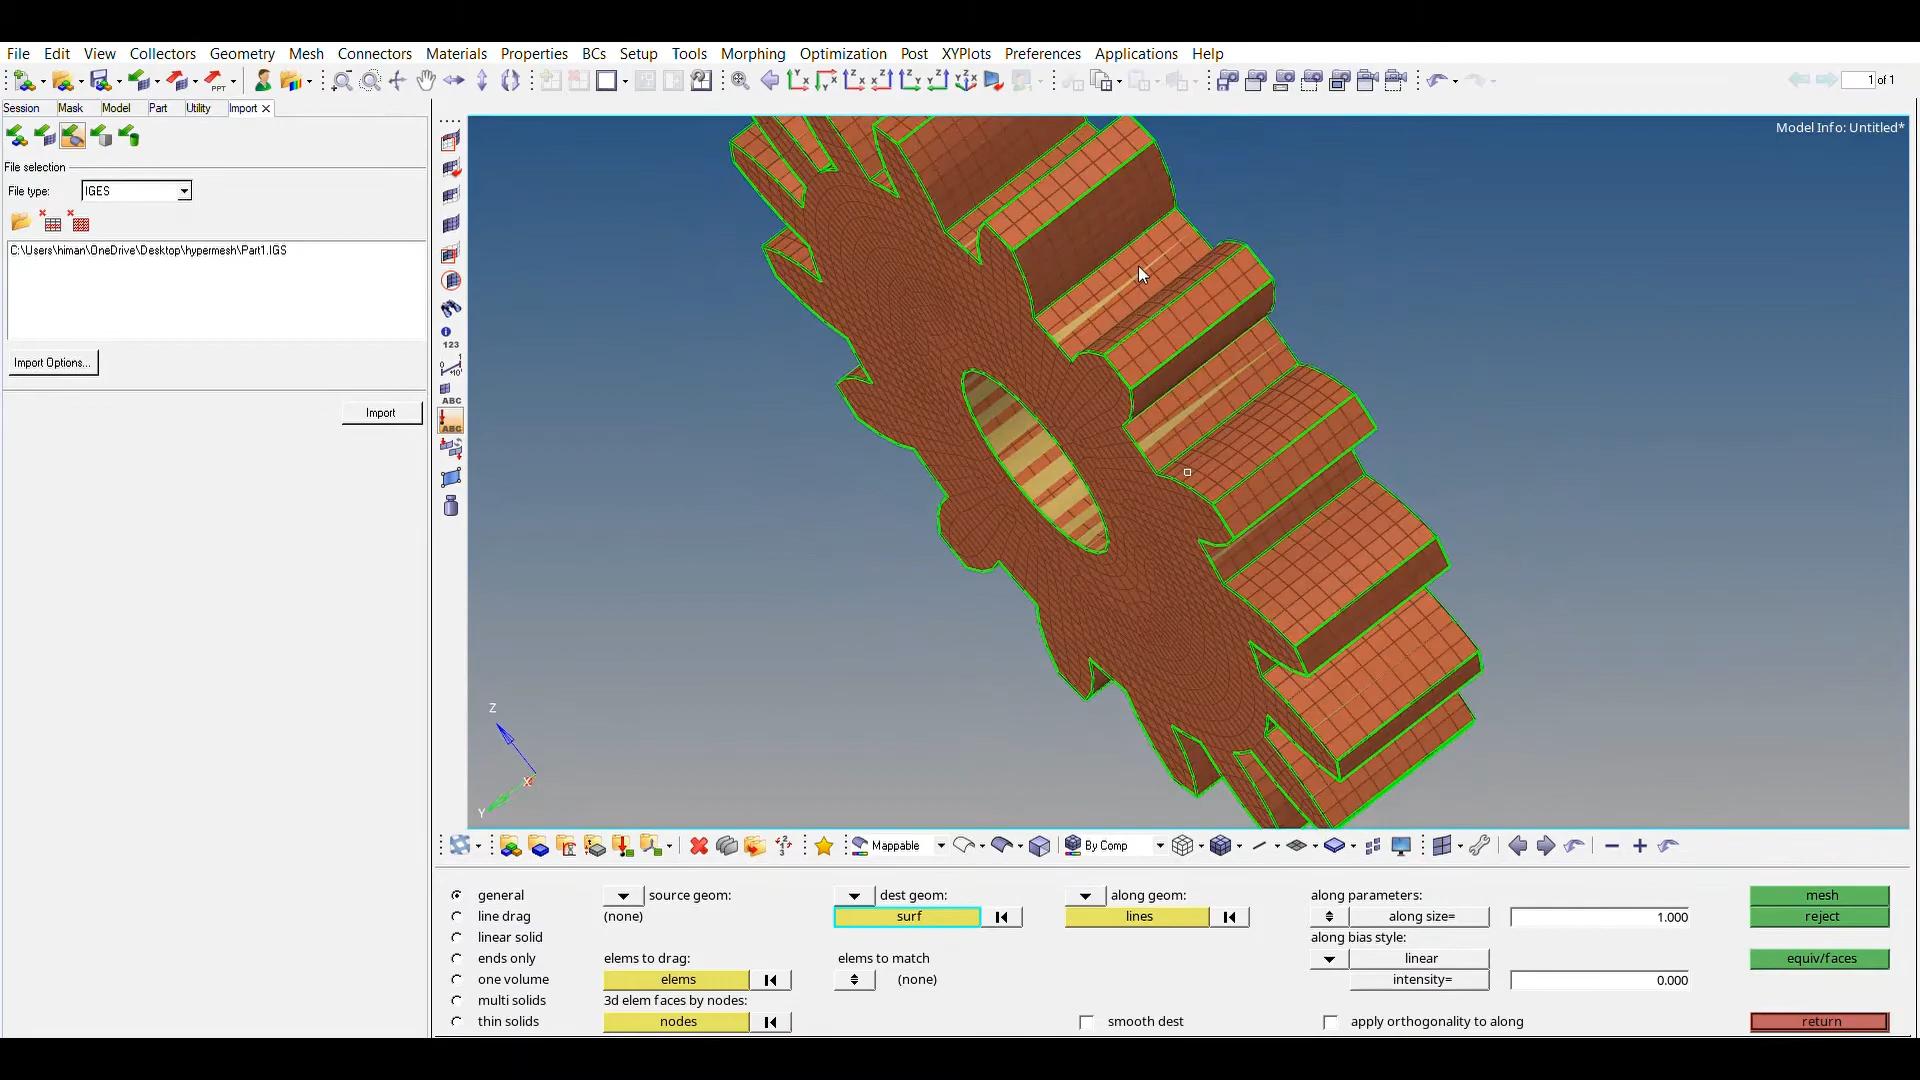 File Edit View Collectors Geometry Mesh Connectors Materials Properties BCs Setup Tools Morphing Optimization Post XYPlots Preferences Applications Help
PPT
1 of 1
Session Mask Model Part Utility Import
Model Info: Untitled*
File selection
File type: IGES
C:\Users\himan\OneDrive\Desktop\hypermesh\Part1.IGS
Import Options...
Import
123
ABC
ABC
Z
X
Y
Mappable
By Comp
general
source geom:
dest geom:
along geom:
along parameters:
mesh
line drag
(none)
surf
lines
along size=
1.000
reject
linear solid
along bias style:
ends only
elems to drag:
elems to match
linear
equiv/faces
one volume
elems
(none)
intensity=
0.000
multi solids
3d elem faces by nodes:
thin solids
nodes
smooth dest
apply orthogonality to along
return